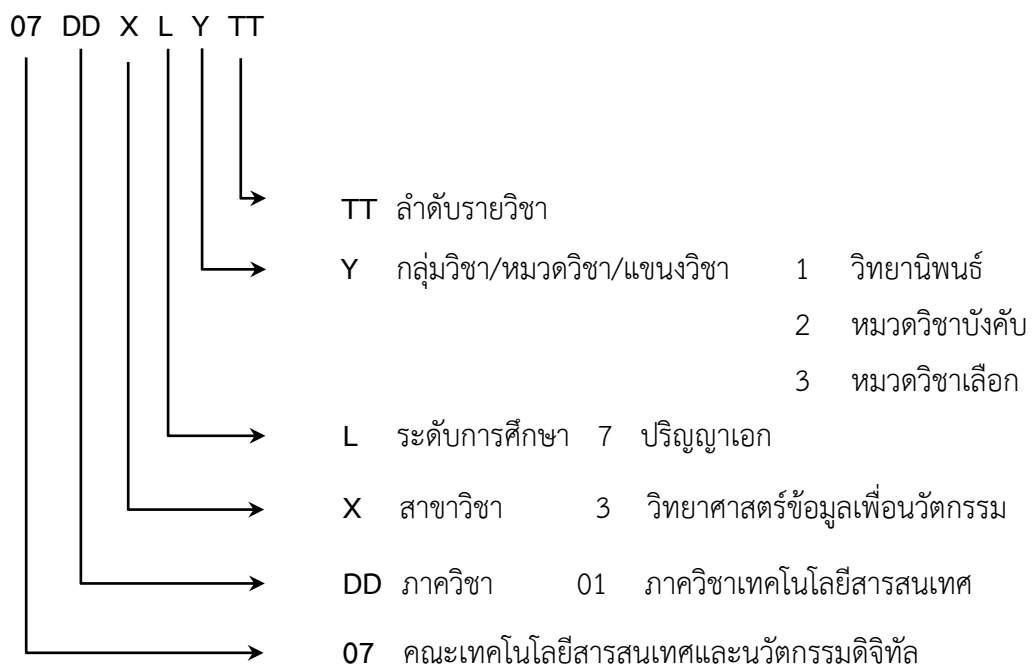 07 DD X L Y TT
TT ลำดับรายวิชา
Y กลุ่มวิชา/หมวดวิชา/แขนงวิชา 1 วิทยานิพนธ์
2 หมวดวิชาบังคับ
3 หมวดวิชาเลือก
L ระดับการศึกษา 7 ปริญญาเอก
X สาขาวิชา 3 วิทยาศาสตร์ข้อมูลเพื่อนวัตกรรม
DD ภาควิชา 01 ภาควิชาเทคโนโลยีสารสนเทศ
07 คณะเทคโนโลยีสารสนเทศและนวัตกรรมดิจิทัล